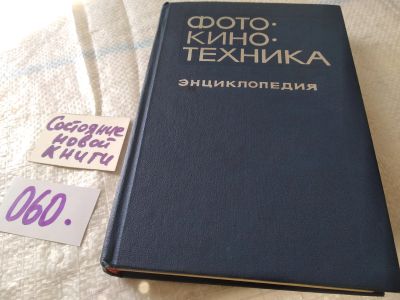 ФОТО·
КИНО·
ТЕХНИКА
ЭНЦИКЛОПЕДИЯ
Состояние
новой
книги
060.